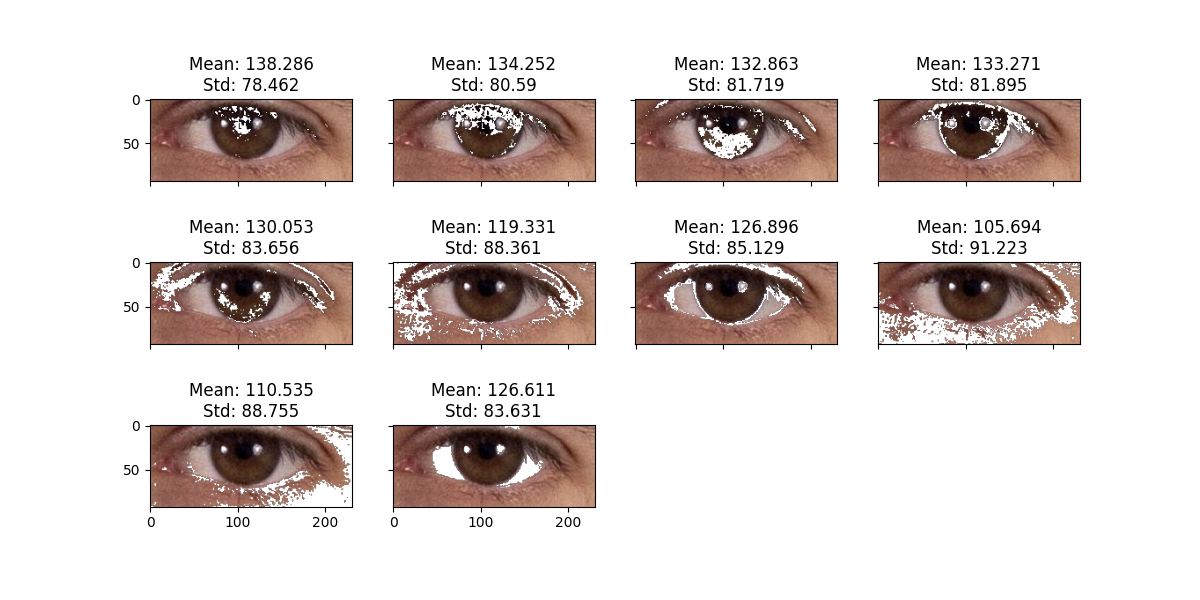 Mean: 138.286
Std: 78.462
Mean: 134.252
Std: 80.59
Mean: 132.863
Std: 81.719
Mean: 133.271
Std: 81.895
0
50
Mean: 130.053
Std: 83.656
Mean: 119.331
Std: 88.361
Mean: 126.896
Std: 85.129
Mean: 105.694
Std: 91.223
0
50
Mean: 110.535
Std: 88.755
Mean: 126.611
Std: 83.631
0
50
0 100 200
0 100 200